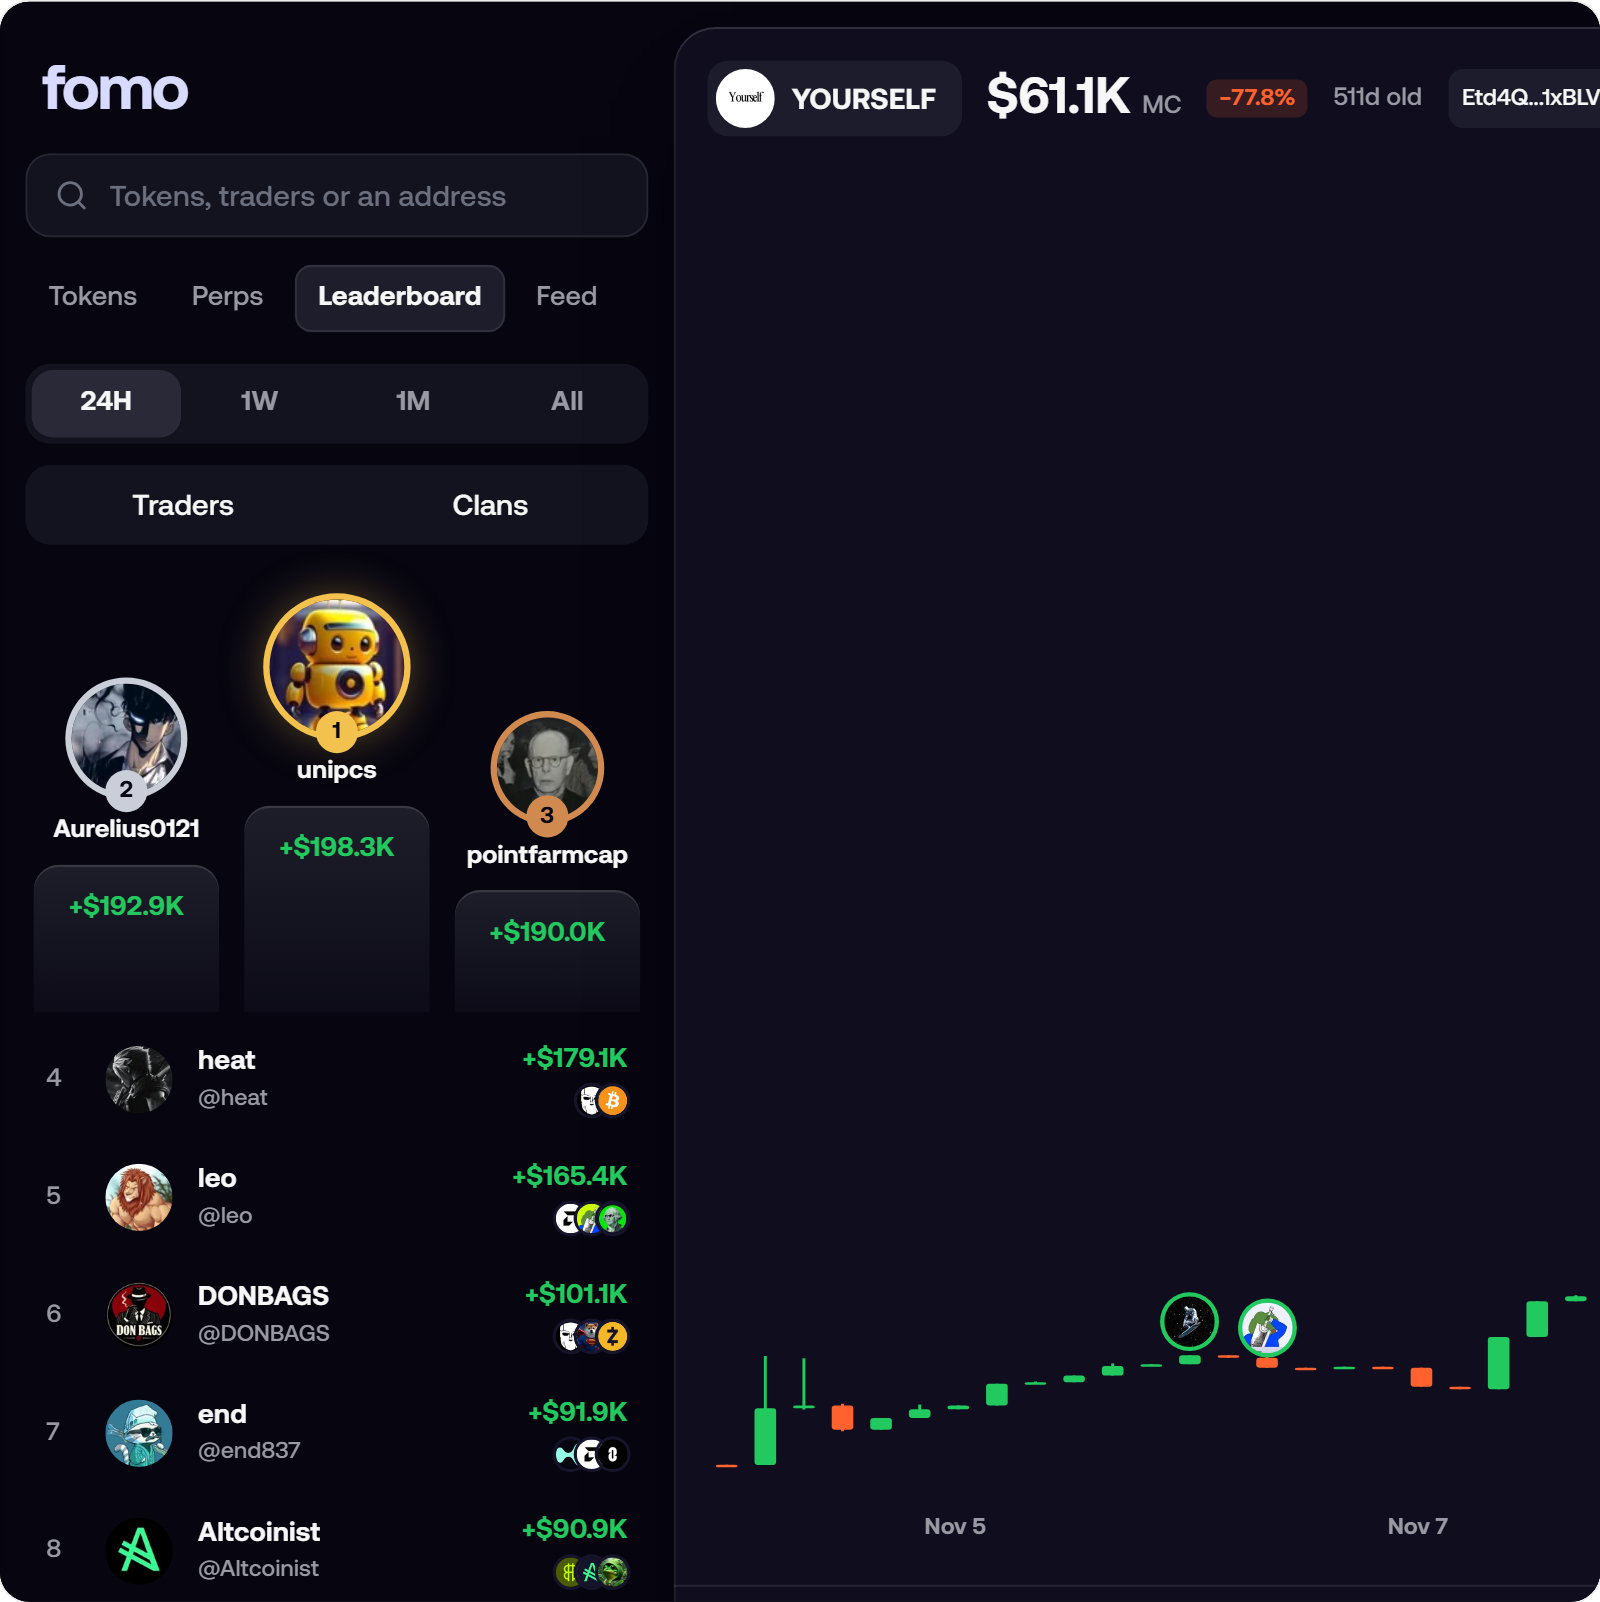 fomo
Tokens, traders or an address
Tokens
Perps
Leaderboard
Feed
24H
1W
1M
All
Traders
Clans
1
unipcs
+$198.3K
2
Aurelius0121
+$192.9K
3
pointfarmcap
+$190.0K
4
heat
@heat
+$179.1K
5
leo
@leo
+$165.4K
6
DON BAGS
DONBAGS
@DONBAGS
+$101.1K
7
end
@end837
+$91.9K
8
Altcoinist
@Altcoinist
+$90.9K
Yourself
YOURSELF
$61.1K MC
-77.8%
511d old
Etd4Q...1xBLV
Nov 5
Nov 7